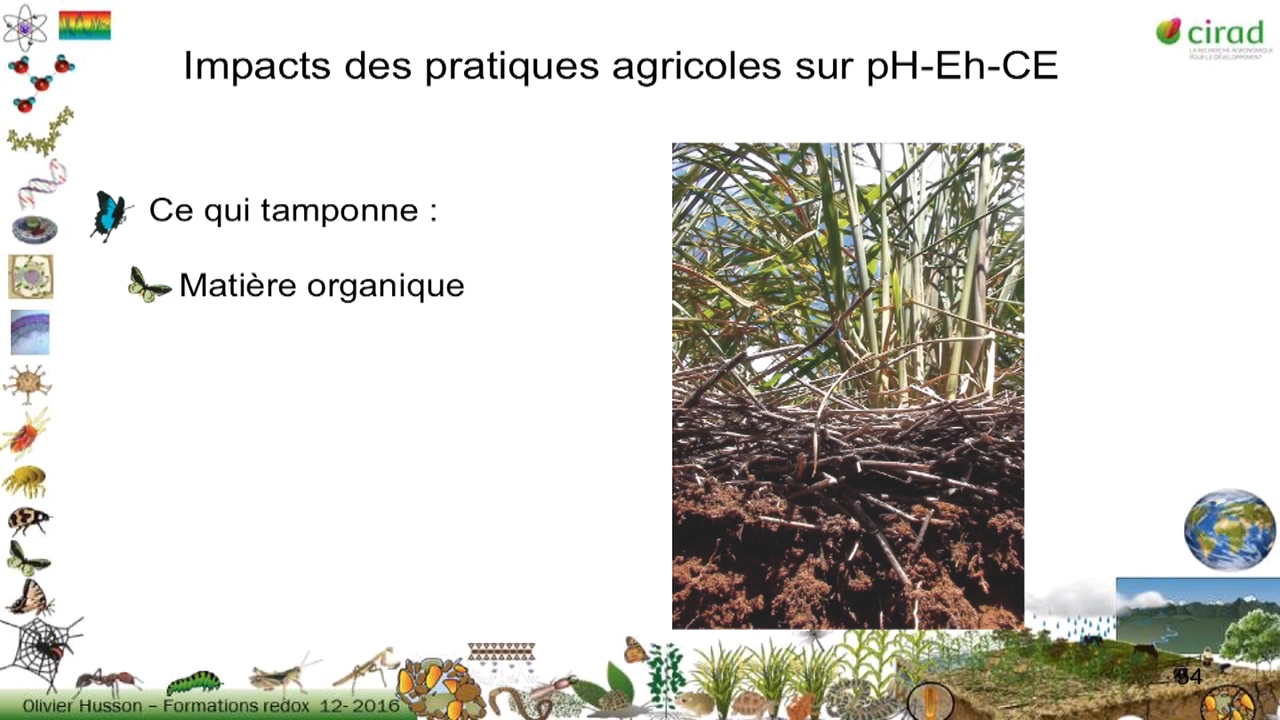 cirad
LA RECHERCHE AGRONOMIQUE
POUR LE DÉVELOPPEMENT
Impacts des pratiques agricoles sur pH-Eh-CE
Ce qui tamponne :
Matière organique
Olivier Husson – Formations redox 12- 2016